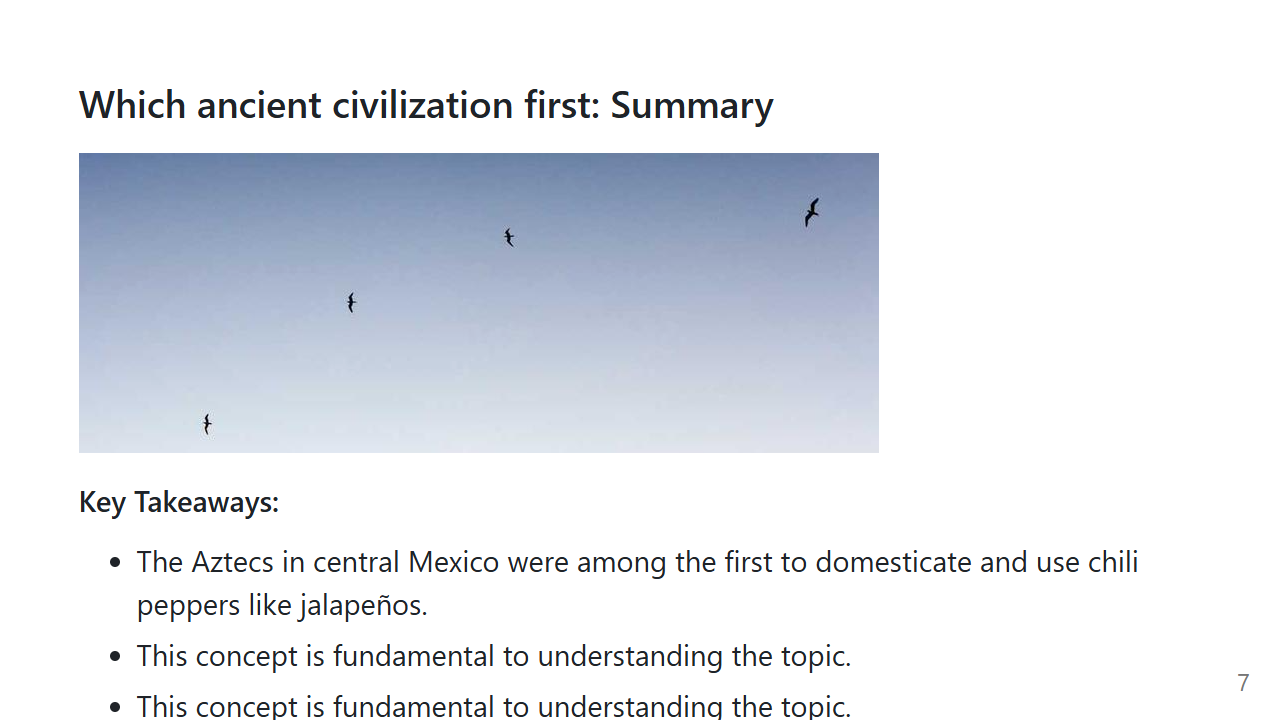 Which ancient civilization first: Summary
Key Takeaways:
• The Aztecs in central Mexico were among the first to domesticate and use chili
peppers like jalapeños.
• This concept is fundamental to understanding the topic.
• This concept is fundamental to understanding the topic.
7